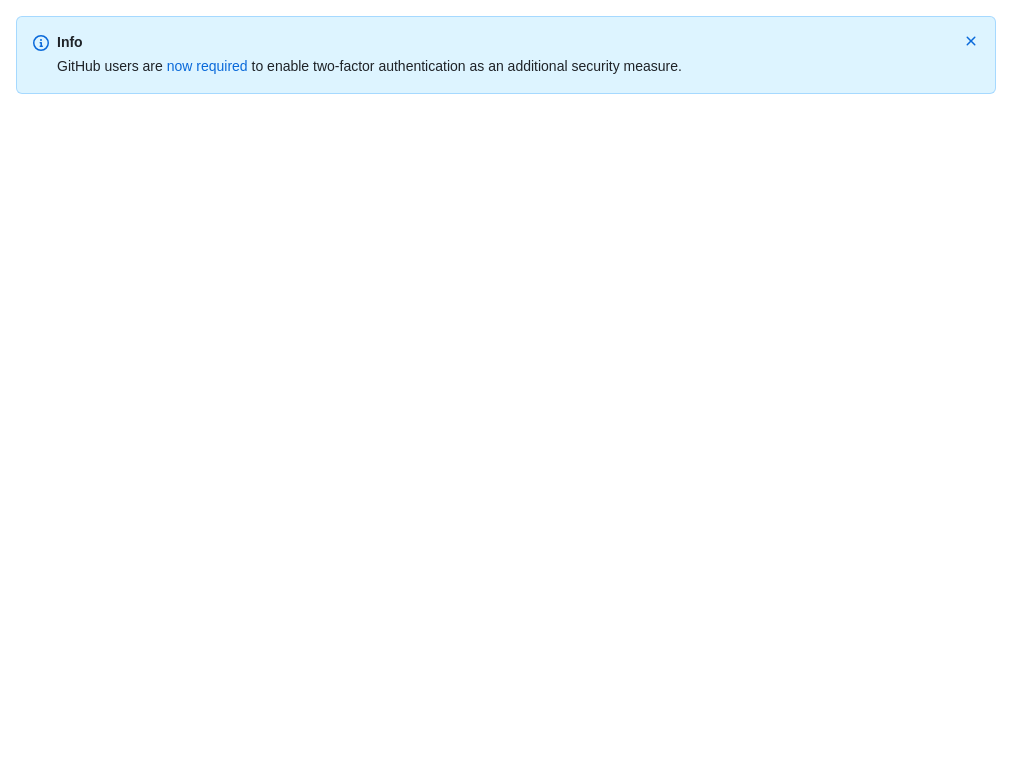 Info
GitHub users are now required to enable two-factor authentication as an additional security measure.